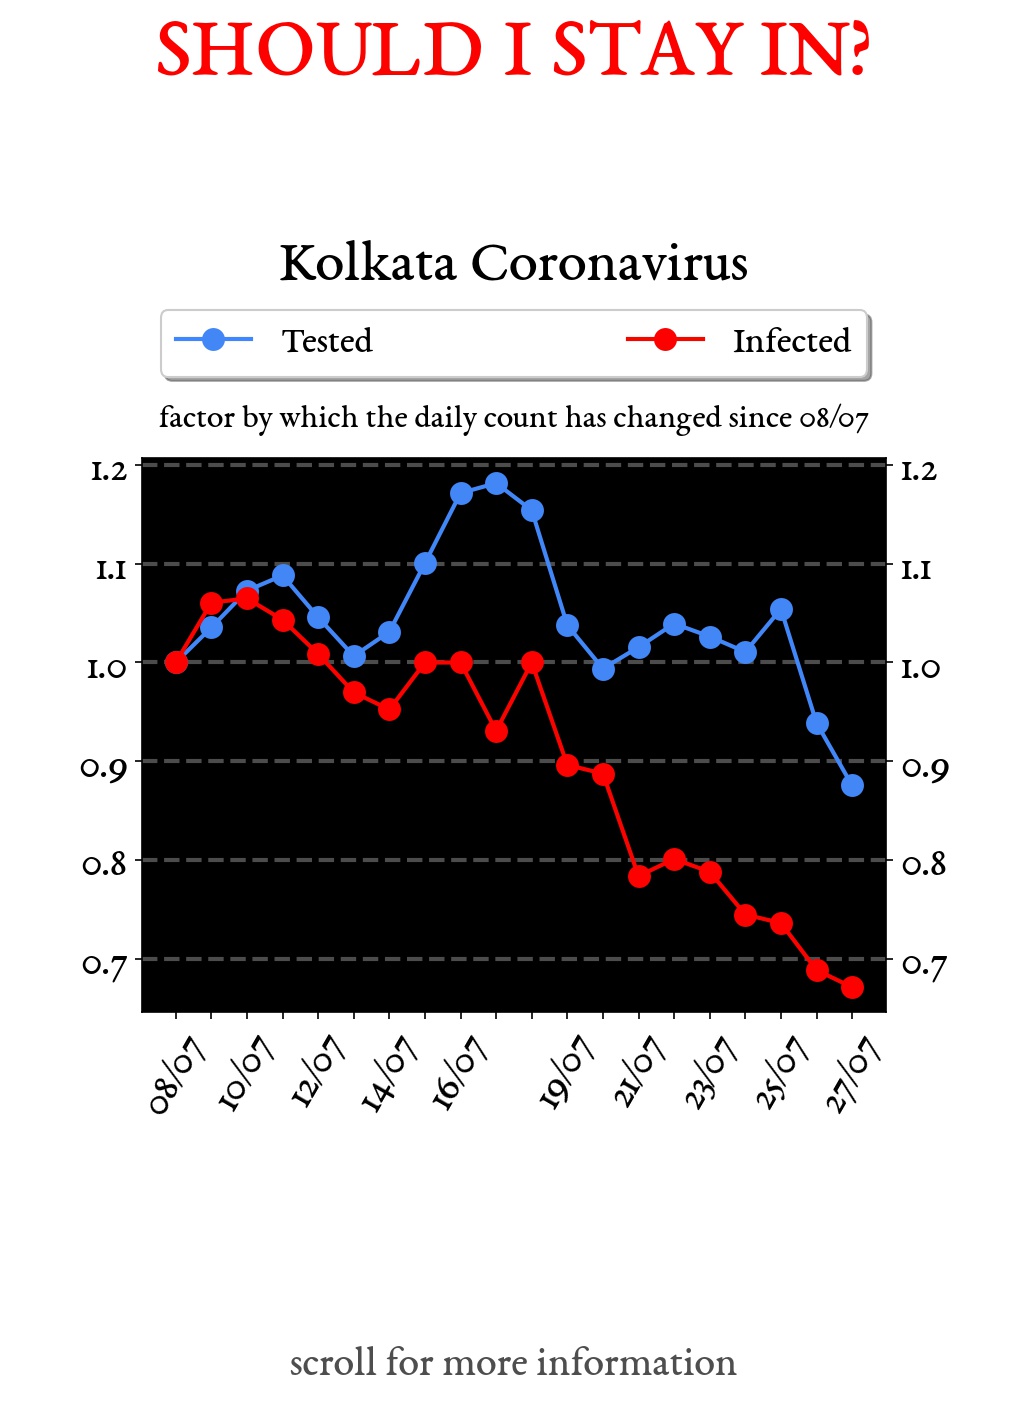 SHOULD I STAY IN?
Kolkata Coronavirus
Tested Infected
factor by which the daily count has changed since 08/07
1.2 1.2
1.1 1.1
1.0 1.0
0.9 0.9
0.8 0.8
0.7 0.7
08/07 10/07 12/07 14/07 16/07 19/07 21/07 23/07 25/07 27/07
scroll for more information